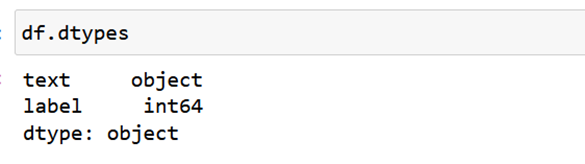 df.dtypes
text     object
label     int64
dtype: object